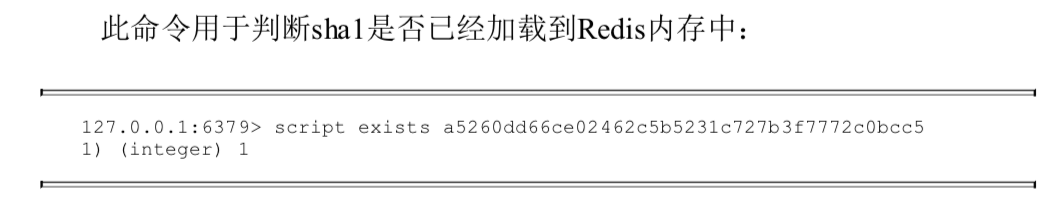 此命令用于判断sha1是否已经加载到Redis内存中：
127.0.0.1:6379> script exists a5260dd66ce02462c5b5231c727b3f7772c0bcc5
1) (integer) 1